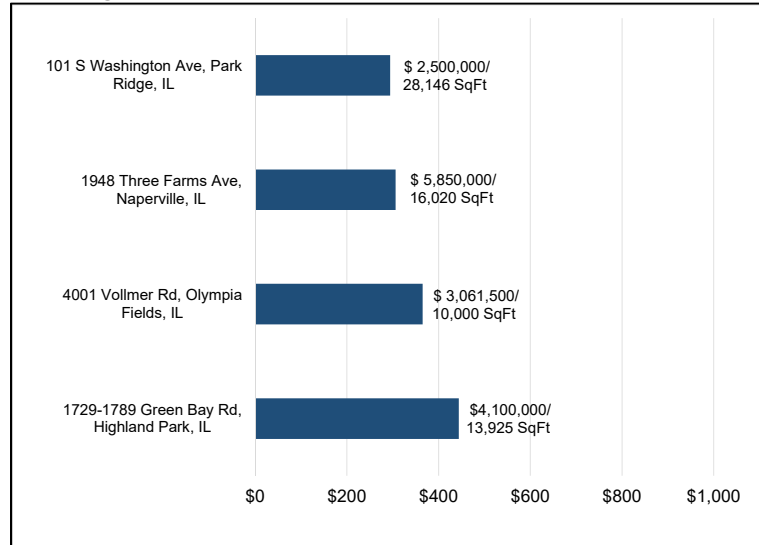 101 S Washington Ave, Park
Ridge, IL
$ 2,500,000/
28,146 SqFt
1948 Three Farms Ave,
Naperville, IL
$ 5,850,000/
16,020 SqFt
4001 Vollmer Rd, Olympia
Fields, IL
$ 3,061,500/
10,000 SqFt
1729-1789 Green Bay Rd,
Highland Park, IL
$4,100,000/
13,925 SqFt
$0 $200 $400 $600 $800 $1,000